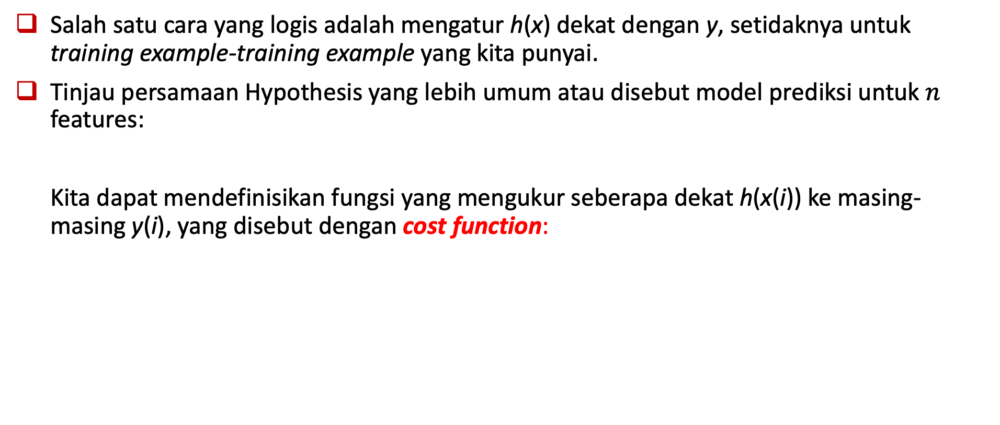 Salah satu cara yang logis adalah mengatur h(x) dekat dengan y, setidaknya untuk
training example-training example yang kita punyai.
Tinjau persamaan Hypothesis yang lebih umum atau disebut model prediksi untuk n
features:
Kita dapat mendefinisikan fungsi yang mengukur seberapa dekat h(x(i)) ke masing-
masing y(i), yang disebut dengan cost function: